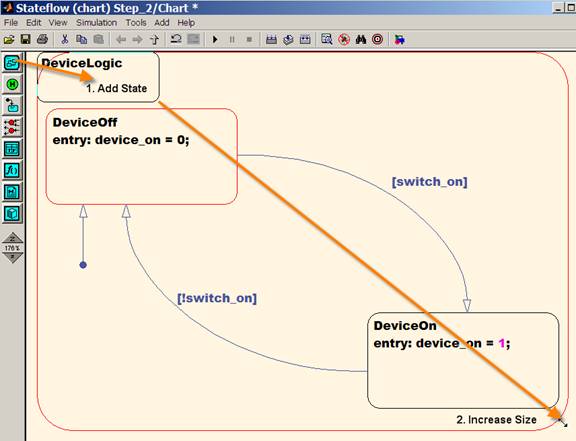 Stateflow (chart) Step_2/Chart *
File Edit View Simulation Tools Add Help
DeviceLogic
1. Add State
DeviceOff
entry: device_on = 0;
[switch_on]
[!switch_on]
176%
DeviceOn
entry: device_on = 1;
2. Increase Size